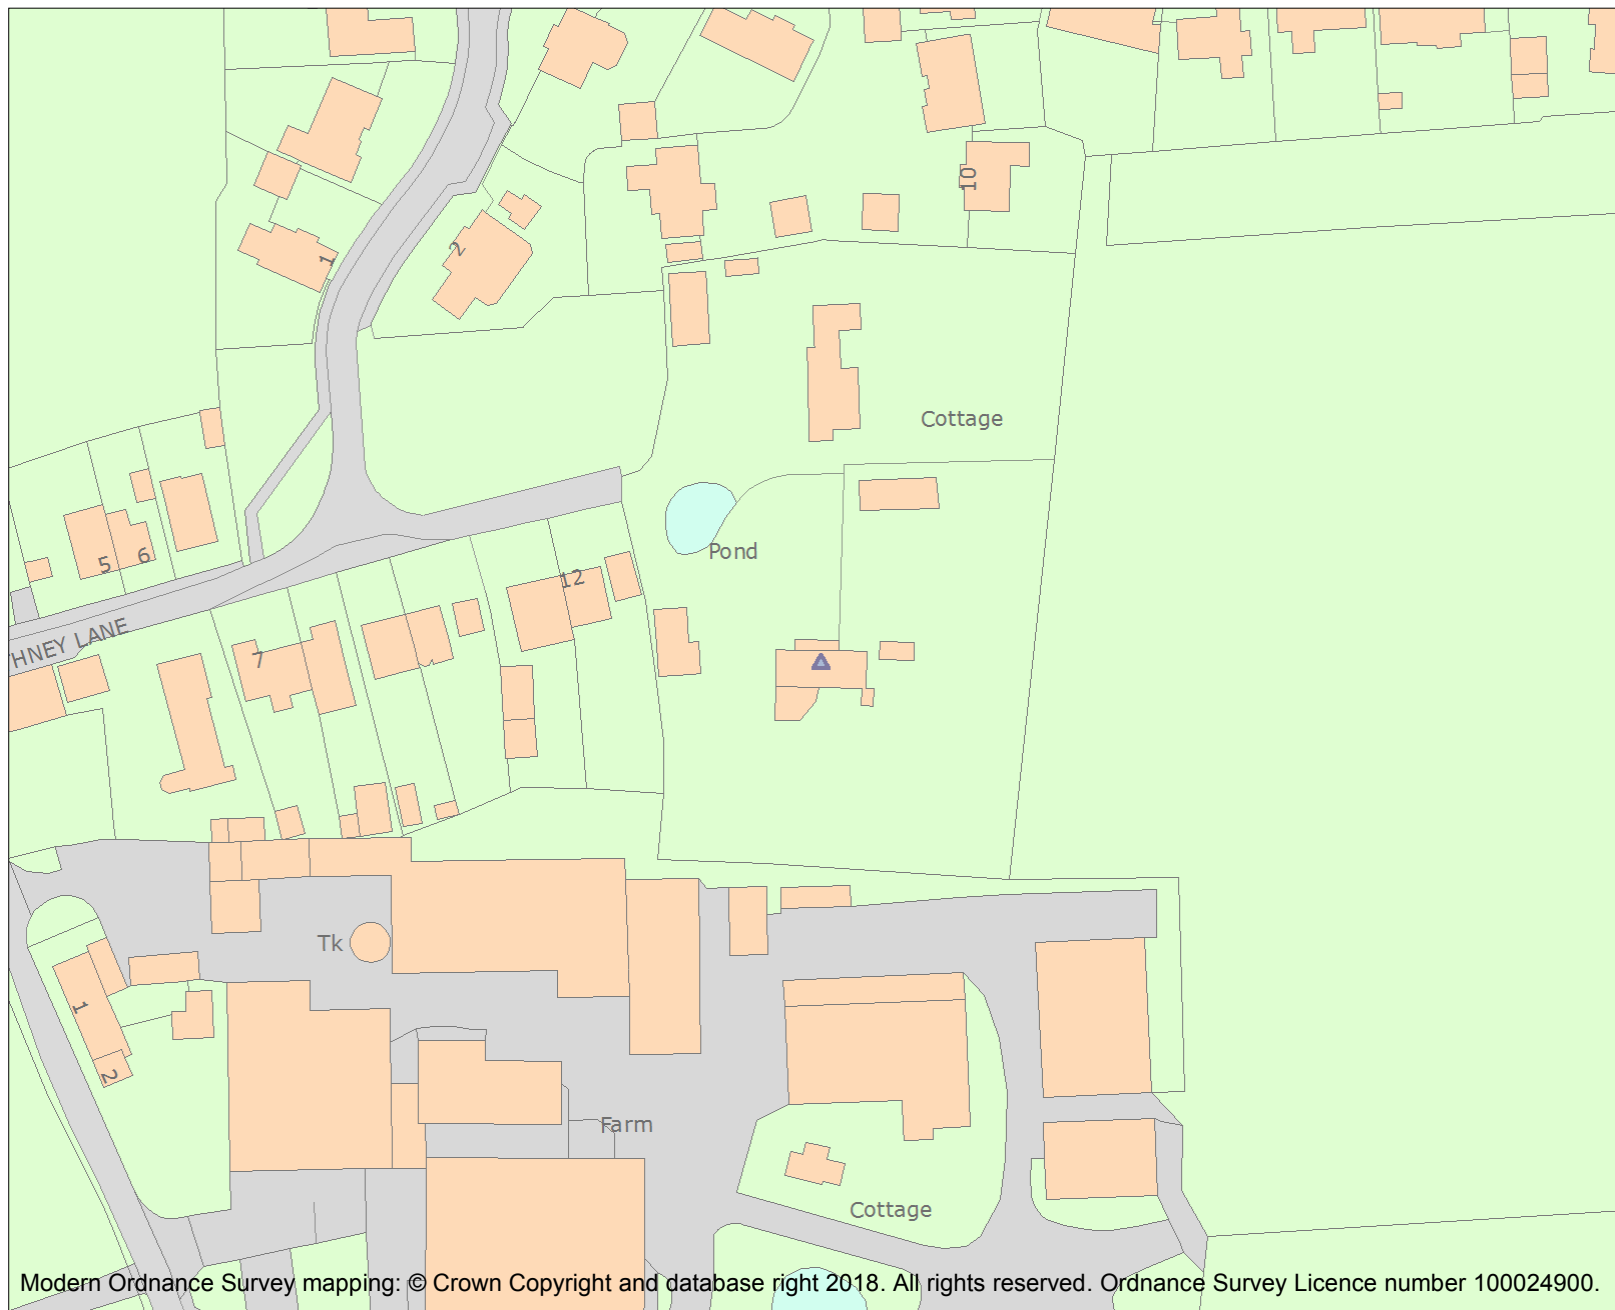 10
2
1
Cottage
Pond
5
6
12
HNEY LANE
7
Tk
1
2
Farm
Cottage
Modern Ordnance Survey mapping: © Crown Copyright and database right 2018. All rights reserved. Ordnance Survey Licence number 100024900.